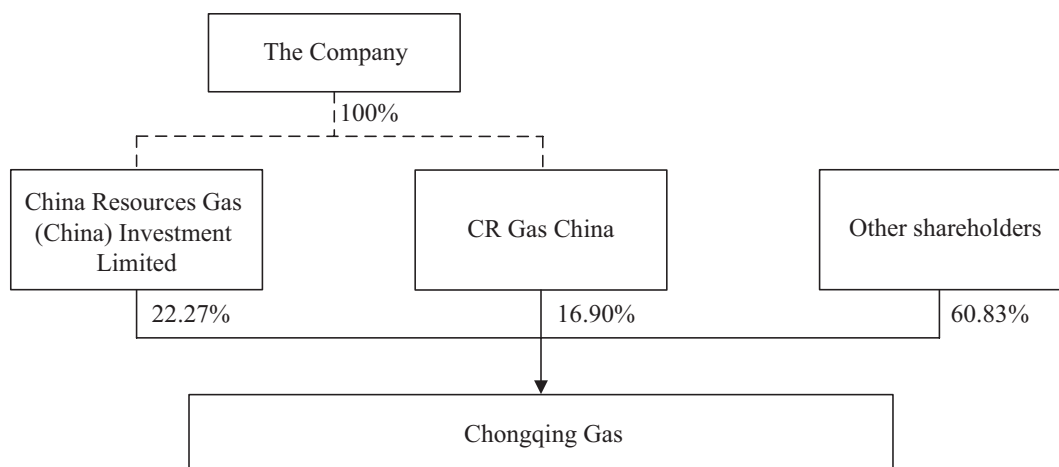 The Company
100%
China Resources Gas
(China) Investment
Limited
CR Gas China
Other shareholders
22.27%
16.90%
60.83%
Chongqing Gas